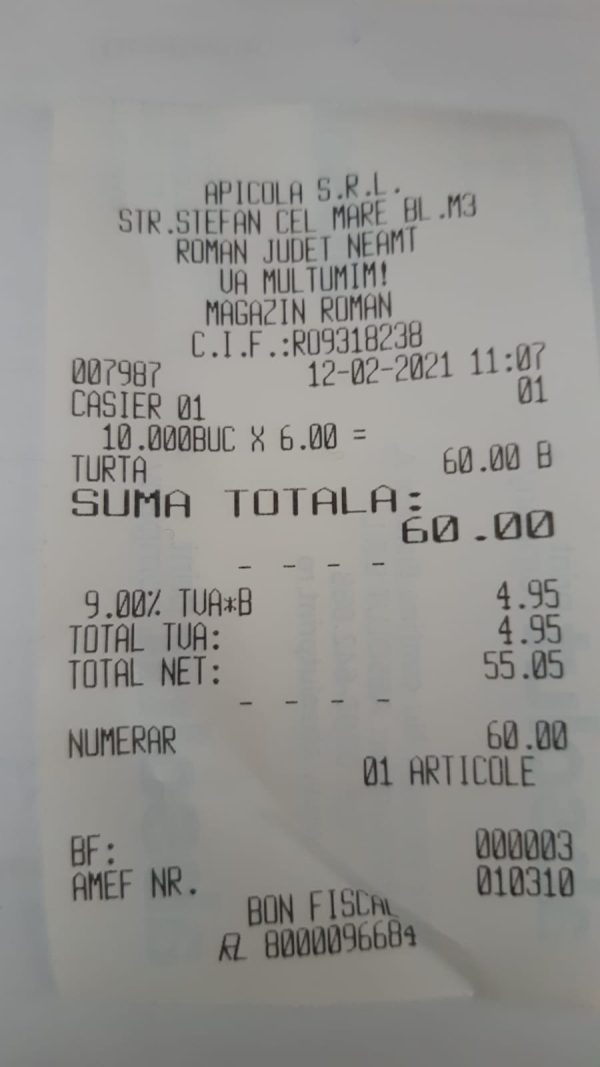 APICOLA S.R.L.
STR.STEFAN CEL MARE BL.M3
ROMAN JUDET NEAMT
VA MULTUMIM!
MAGAZIN ROMAN
C.I.F.:RO9318238
007987 12-02-2021 11:07
CASIER 01 01
10.000BUC X 6.00 =
TURTA 60.00 B
SUMA TOTALA:
60.00
- - - -
9.00% TVA*B 4.95
TOTAL TVA: 4.95
TOTAL NET: 55.05
- - - -
NUMERAR 60.00
01 ARTICOLE
BF: 000003
AMEF NR. 010310
BON FISCAL
8000096684